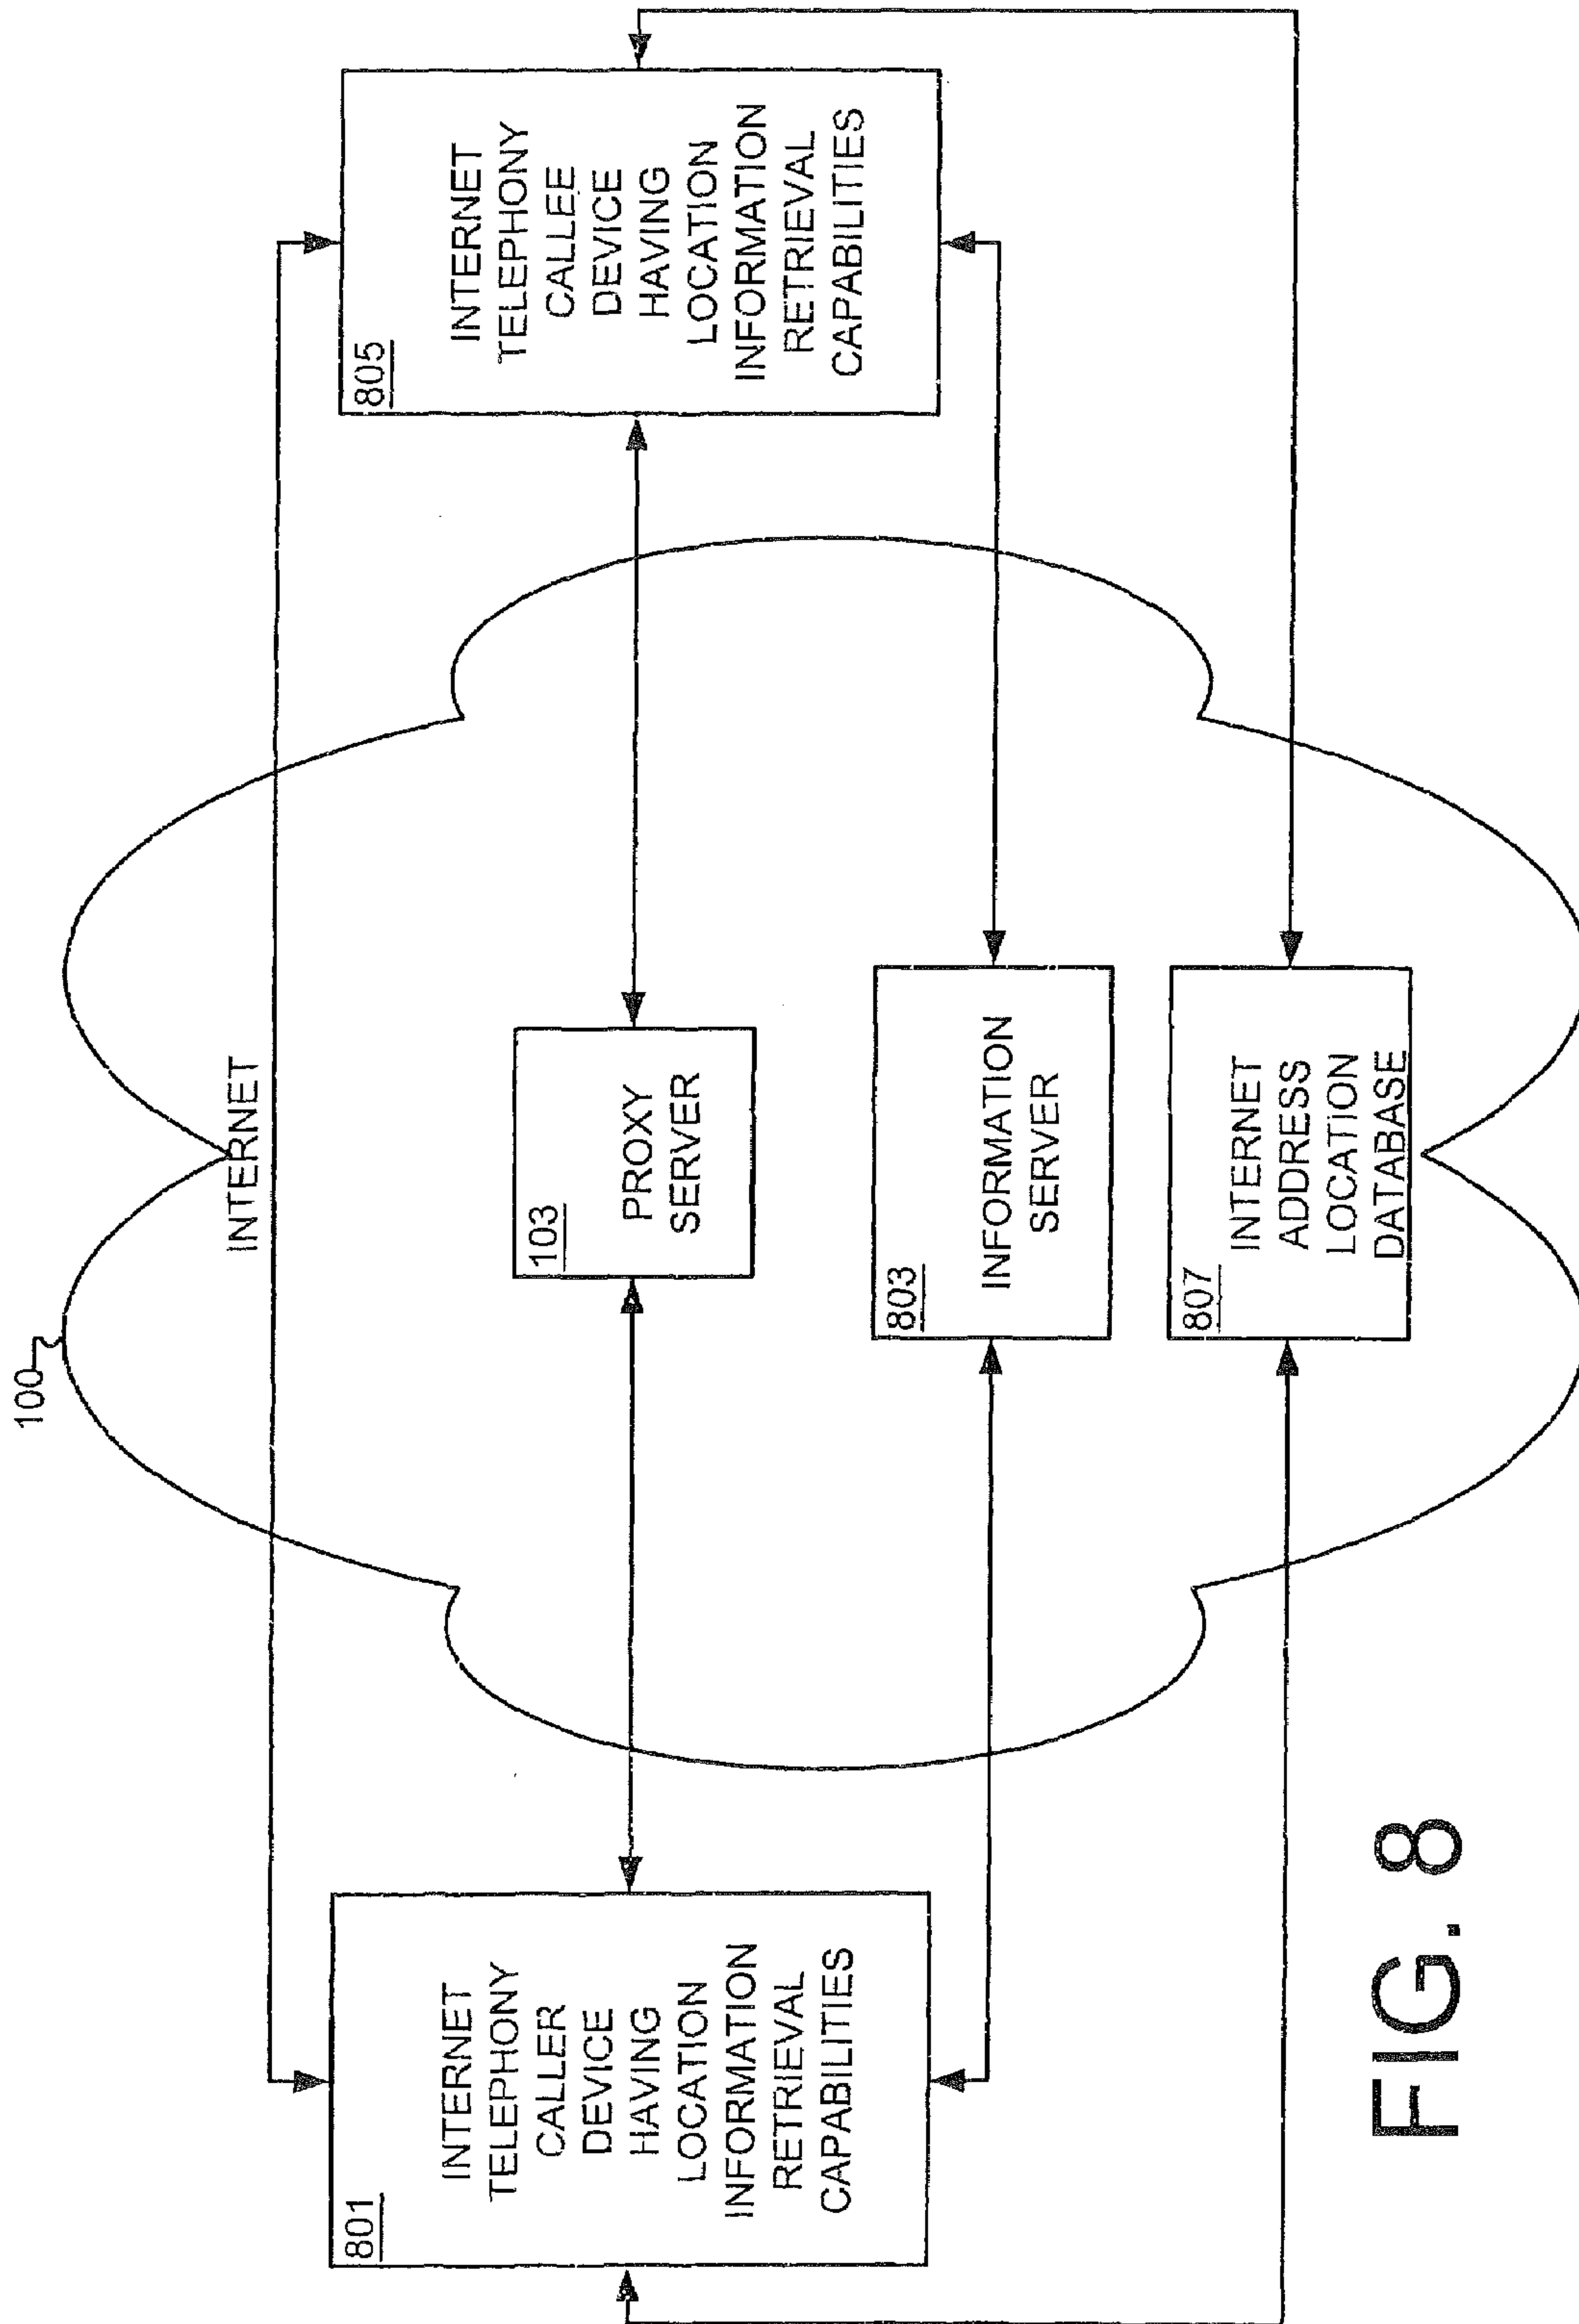 100
INTERNET
801
INTERNET
TELEPHONY
CALLER
DEVICE
HAVING
LOCATION
INFORMATION
RETRIEVAL
CAPABILITIES
103
PROXY
SERVER
803
INFORMATION
SERVER
807
INTERNET
ADDRESS
LOCATION
DATABASE
805
INTERNET
TELEPHONY
CALLEE
DEVICE
HAVING
LOCATION
INFORMATION
RETRIEVAL
CAPABILITIES
FIG. 8